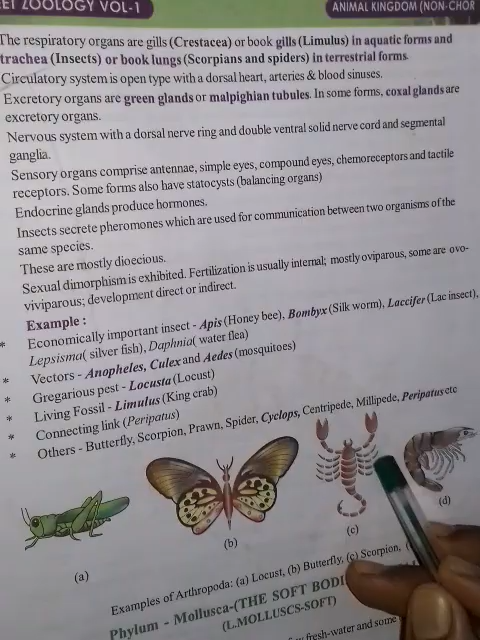 EET ZOOLOGY VOL-1
ANIMAL KINGDOM (NON-CHOR
The respiratory organs are gills (Crestacea) or book gills (Limulus) in aquatic forms and
trachea (Insects) or book lungs (Scorpians and spiders) in terrestrial forms.
Circulatory system is open type with a dorsal heart, arteries & blood sinuses.
Excretory organs are green glands or malpighian tubules. In some forms, coxal glands are
excretory organs.
Nervous system with a dorsal nerve ring and double ventral solid nerve cord and segmental
ganglia.
Sensory organs comprise antennae, simple eyes, compound eyes, chemoreceptors and tactile
receptors. Some forms also have statocysts (balancing organs)
Endocrine glands produce hormones.
Insects secrete pheromones which are used for communication between two organisms of the
same species.
These are mostly dioecious.
Sexual dimorphism is exhibited. Fertilization is usually internal; mostly oviparous, some are ovo-
viviparous; development direct or indirect.
Example :
* Economically important insect - Apis (Honey bee), Bombyx (Silk worm), Laccifer (Lac insect),
Lepsisma( silver fish), Daphnia( water flea)
* Vectors - Anopheles, Culex and Aedes (mosquitoes)
* Gregarious pest - Locusta (Locust)
* Living Fossil - Limulus (King crab)
* Connecting link (Peripatus)
* Others - Butterfly, Scorpion, Prawn, Spider, Cyclops, Centripede, Millipede, Peripatus etc
(a)
(b)
(c)
(d)
Examples of Arthropoda: (a) Locust, (b) Butterfly, (c) Scorpion, (
Phylum - Mollusca-(THE SOFT BODI
(L.MOLLUSCS-SOFT)
fresh-water and some